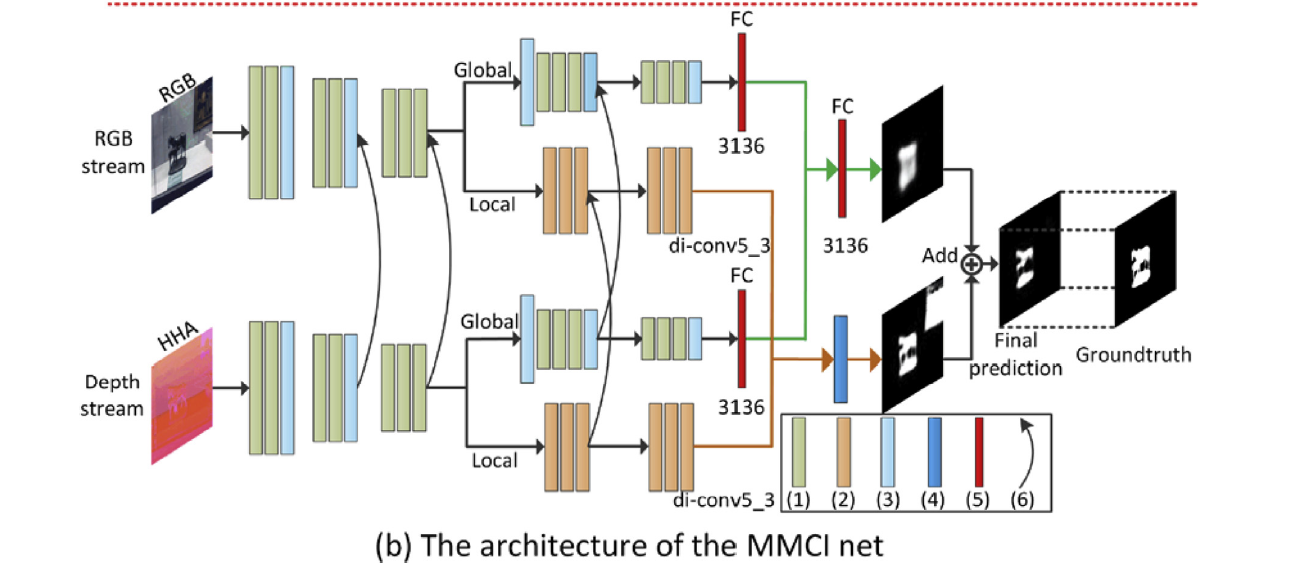 RGB
RGB
stream
Global
Local
di-conv5_3
FC
3136
FC
3136
HHA
Depth
stream
Global
Local
di-conv5_3
FC
3136
Add
Final
prediction
Groundtruth
(1) (2) (3) (4) (5) (6)
(b) The architecture of the MMCI net